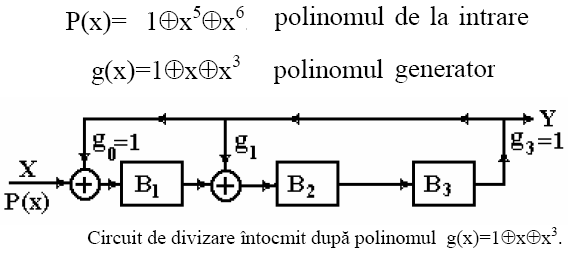 P(x)= 1⊕x⁵⊕x⁶ polinomul de la intrare
g(x)=1⊕x⊕x³ polinomul generator
Y
g₀=1 g₁ g₃=1
X
P(x) + B₁ + B₂ B₃
Circuit de divizare întocmit după polinomul g(x)=1⊕x⊕x³.